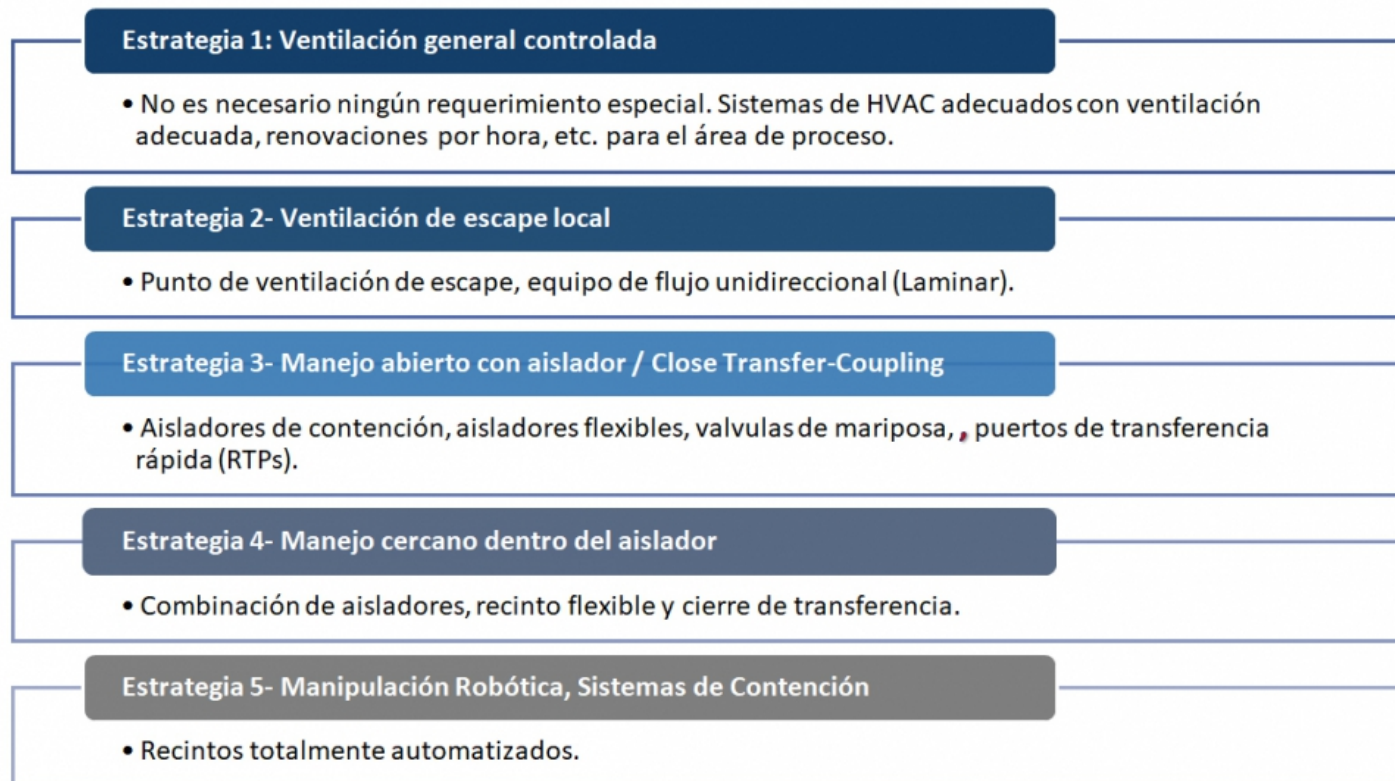 Estrategia 1: Ventilación general controlada
• No es necesario ningún requerimiento especial. Sistemas de HVAC adecuados con ventilación
adecuada, renovaciones por hora, etc. para el área de proceso.
Estrategia 2- Ventilación de escape local
• Punto de ventilación de escape, equipo de flujo unidireccional (Laminar).
Estrategia 3- Manejo abierto con aislador / Close Transfer-Coupling
• Aisladores de contención, aisladores flexibles, valvulas de mariposa, , puertos de transferencia
rápida (RTPs).
Estrategia 4- Manejo cercano dentro del aislador
• Combinación de aisladores, recinto flexible y cierre de transferencia.
Estrategia 5- Manipulación Robótica, Sistemas de Contención
• Recintos totalmente automatizados.